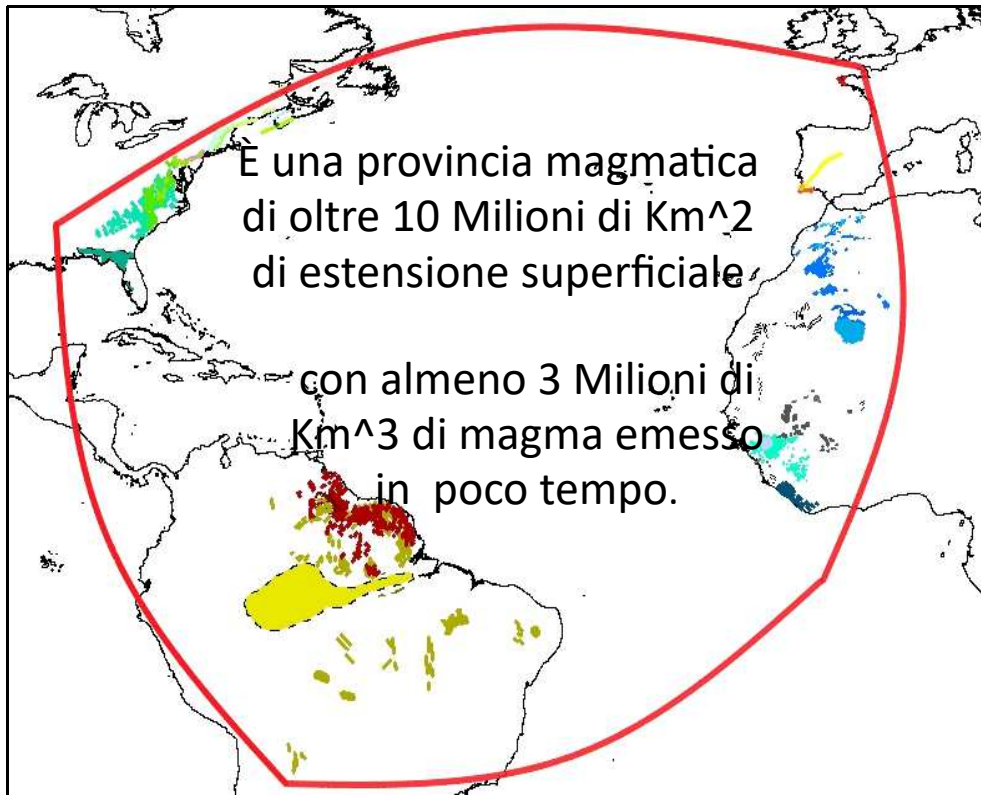 È una provincia magmatica
di oltre 10 Milioni di Km^2
di estensione superficiale
con almeno 3 Milioni di
Km^3 di magma emesso
in poco tempo.